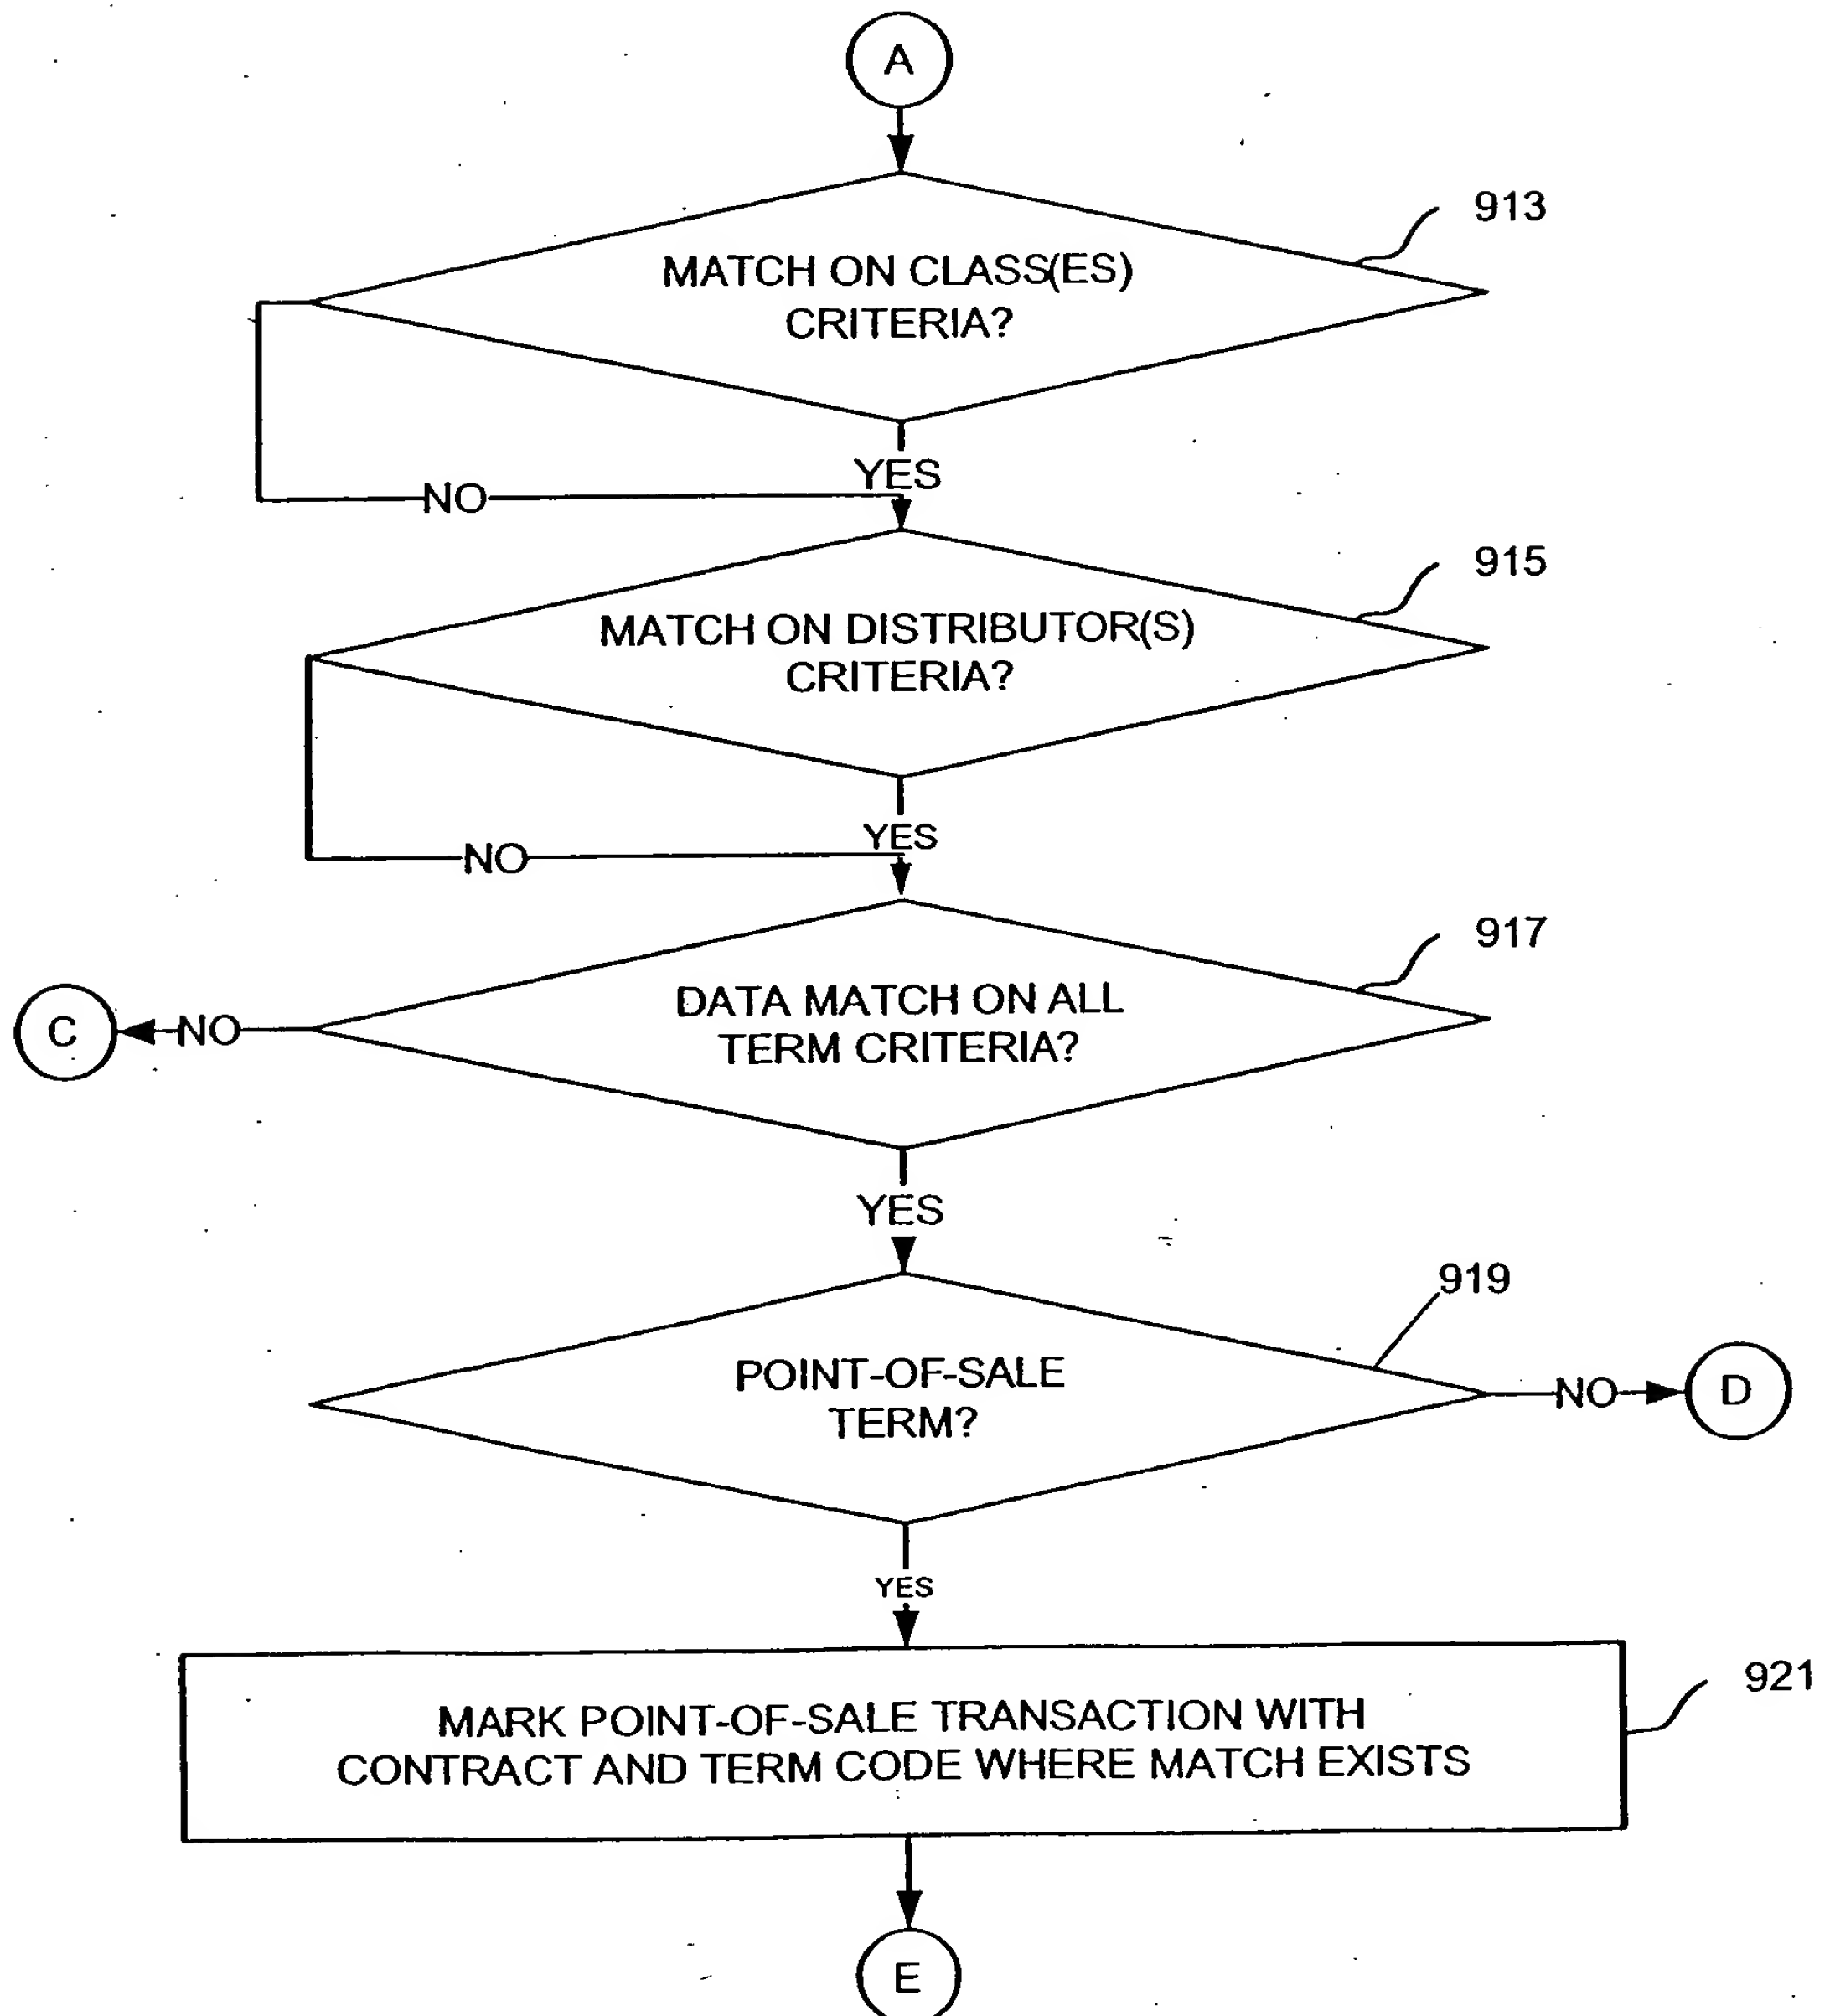 A
913
MATCH ON CLASS(ES)
CRITERIA?
YES
NO
915
MATCH ON DISTRIBUTOR(S)
CRITERIA?
YES
NO
917
DATA MATCH ON ALL
TERM CRITERIA?
C
NO
YES
919
POINT-OF-SALE
TERM?
NO
D
YES
921
MARK POINT-OF-SALE TRANSACTION WITH
CONTRACT AND TERM CODE WHERE MATCH EXISTS
E